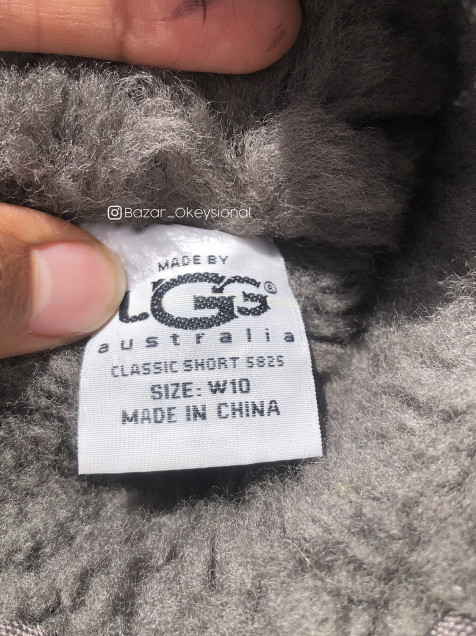 Bazar_Okeysional
MADE BY
UGG®
australia
CLASSIC SHORT 5825
SIZE: W10
MADE IN CHINA